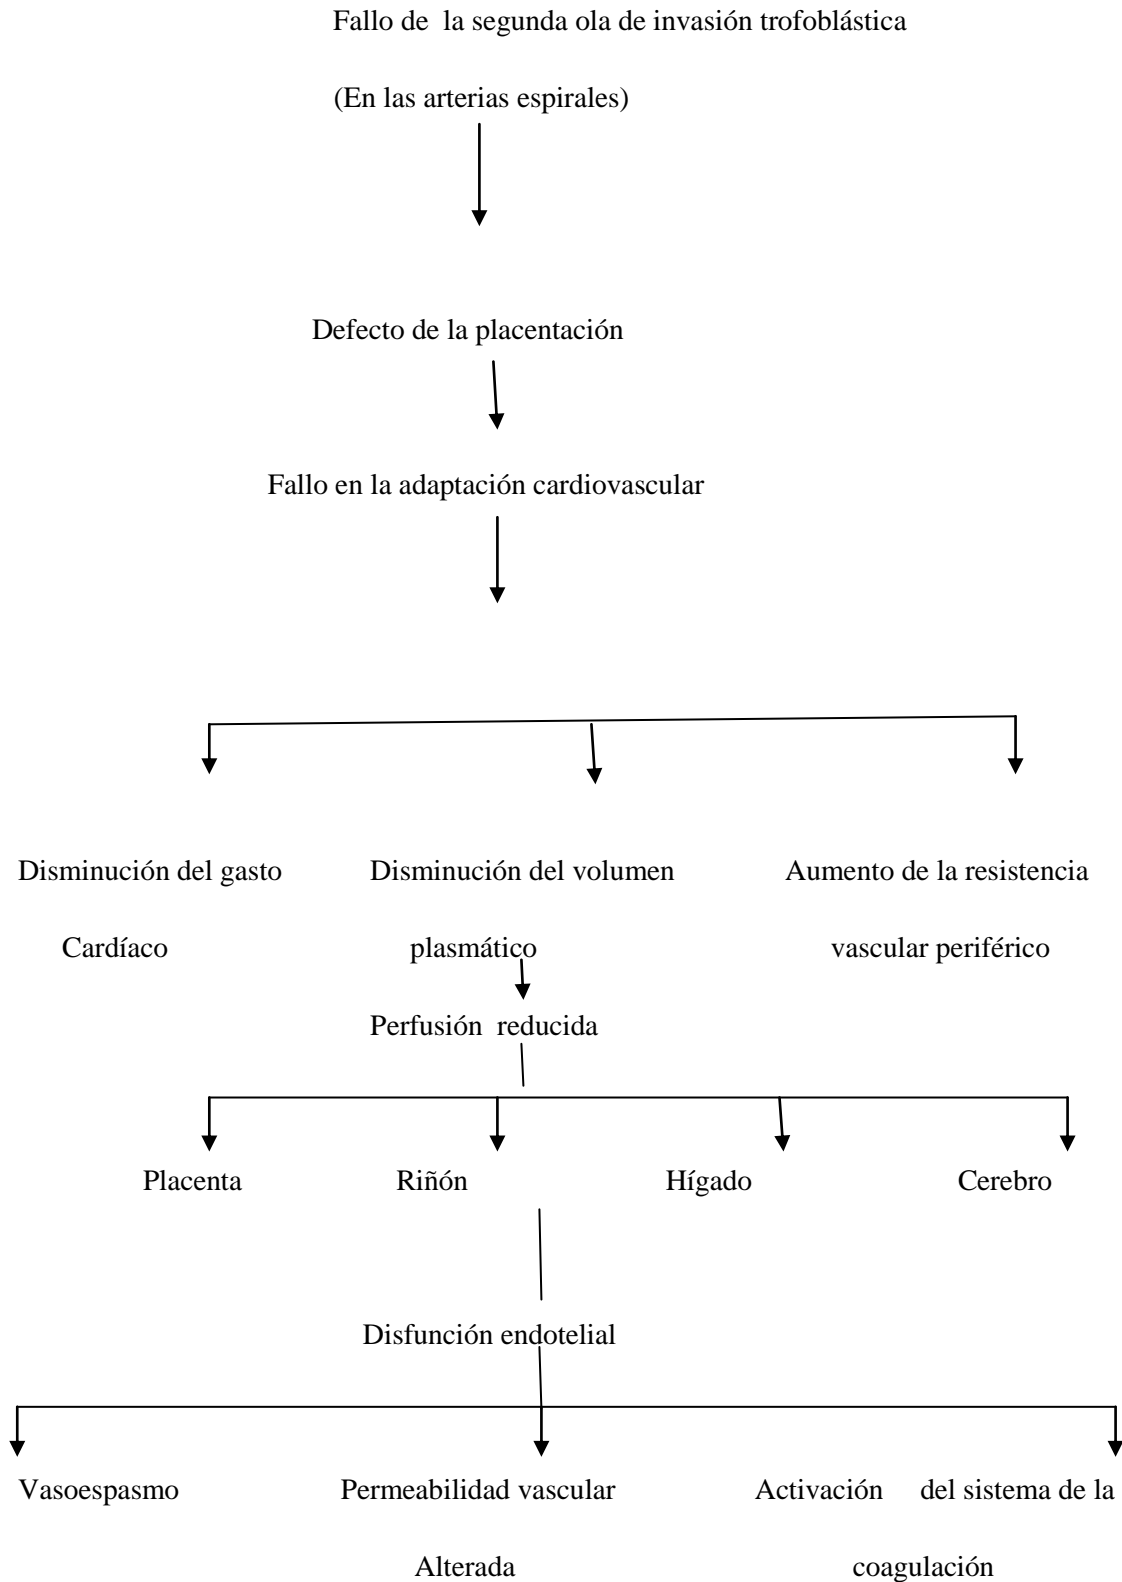 Fallo de  la segunda ola de invasión trofoblástica
(En las arterias espirales)
Defecto de la placentación
Fallo en la adaptación cardiovascular
Disminución del gasto
Cardíaco
Disminución del volumen
plasmático
Aumento de la resistencia
vascular periférico
Perfusión  reducida
Placenta
Riñón
Hígado
Cerebro
Disfunción endotelial
Vasoespasmo
Permeabilidad vascular
Alterada
Activación     del sistema de la
coagulación